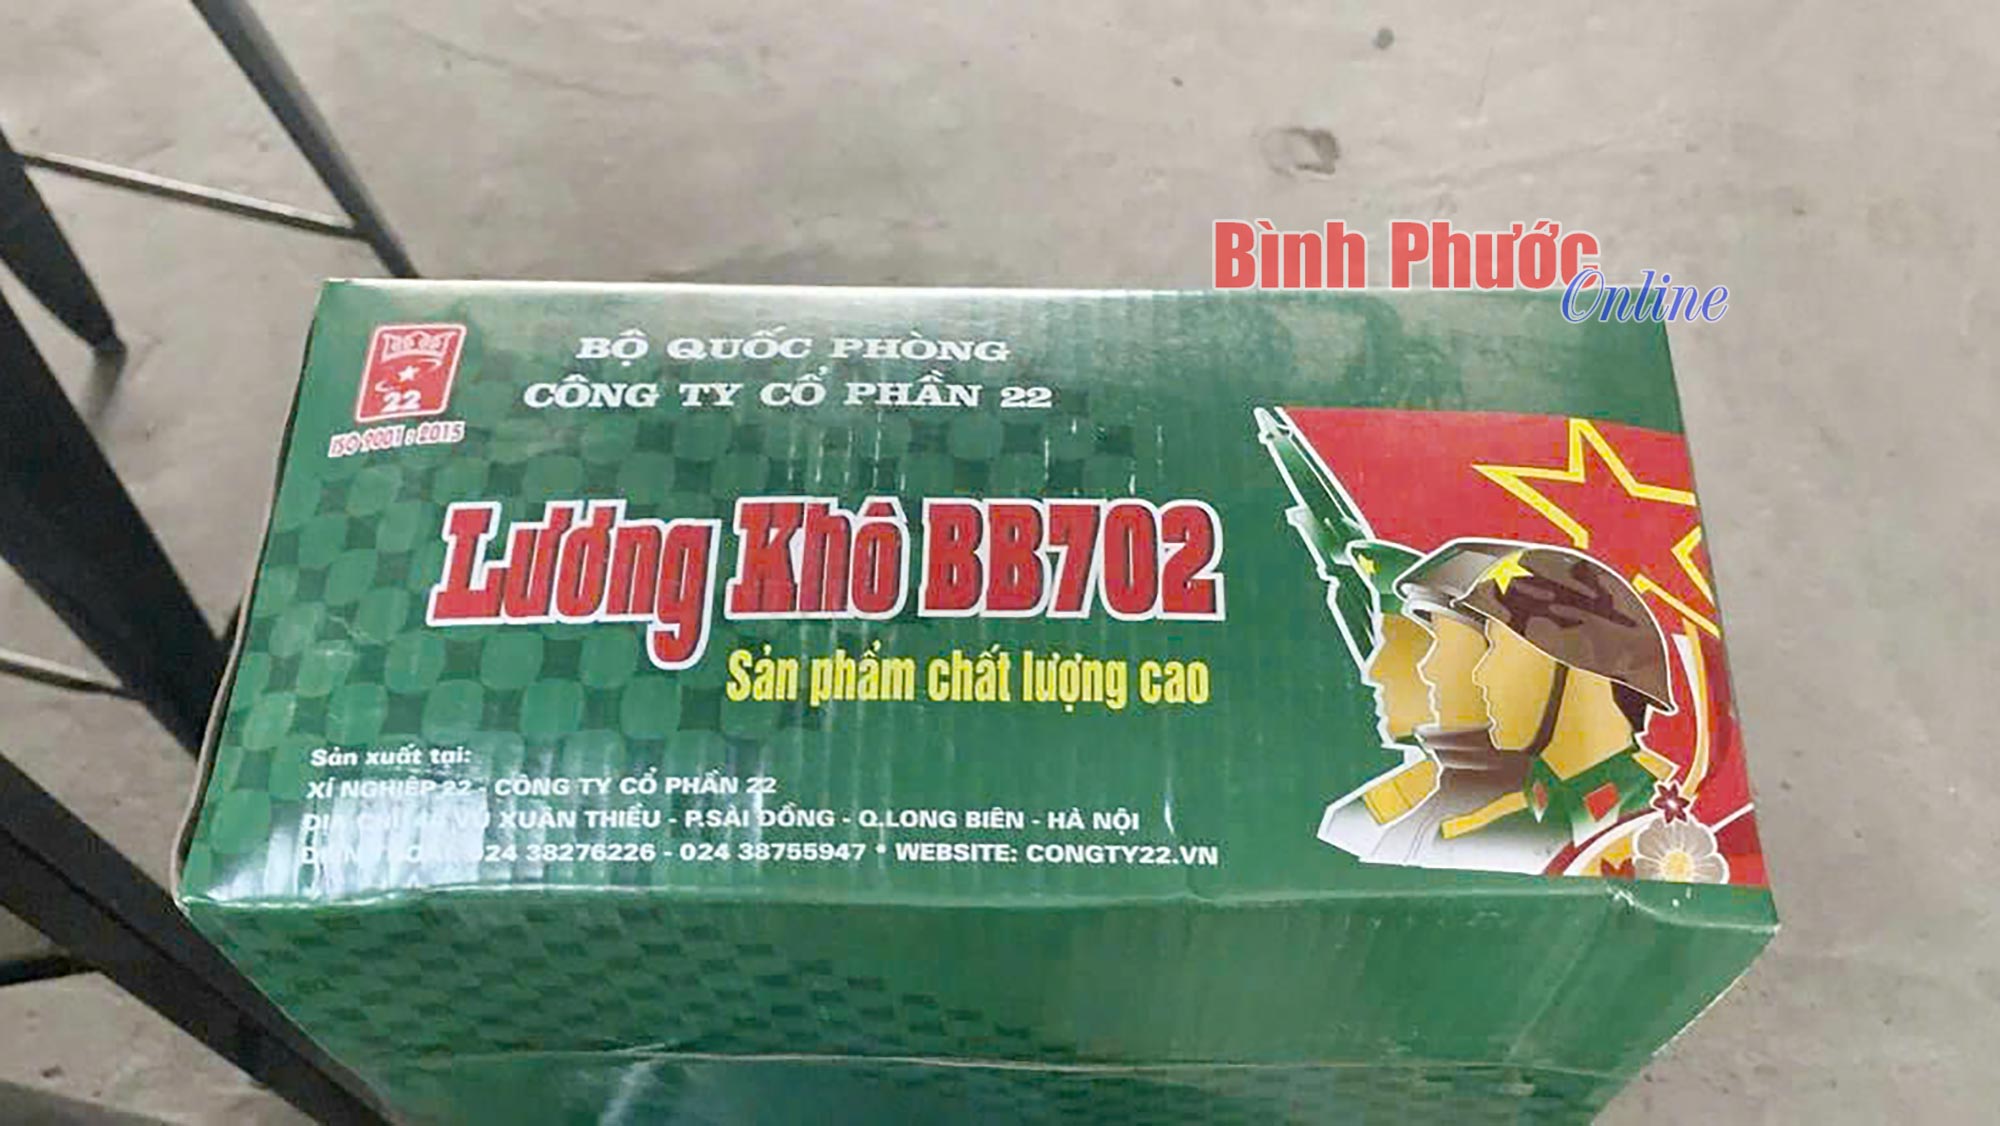 Bình Phước
Online
22
ISO 9001 : 2015
BỘ QUỐC PHÒNG
CÔNG TY CỔ PHẦN 22
Lương Khô BB702
Sản phẩm chất lượng cao
Sản xuất tại:
XÍ NGHIỆP 22 - CÔNG TY CỔ PHẦN 22
VŨ XUÂN THIỀU - P.SÀI ĐỒNG - Q.LONG BIÊN - HÀ NỘI
024 38276226 - 024 38755947 * WEBSITE: CONGTY22.VN